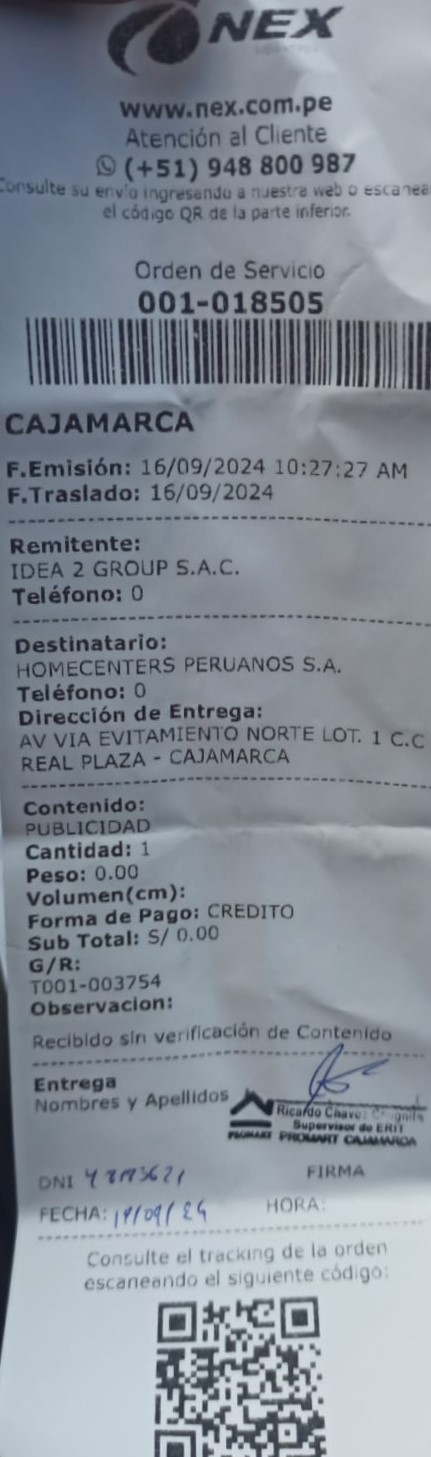 NEX
www.nex.com.pe
Atención al Cliente
(+51) 948 800 987
Consulte su envío ingresando a nuestra web o escanea
el código QR de la parte inferior.
Orden de Servicio
001-018505
CAJAMARCA
F.Emisión: 16/09/2024 10:27:27 AM
F.Traslado: 16/09/2024
Remitente:
IDEA 2 GROUP S.A.C.
Teléfono: 0
Destinatario:
HOMECENTERS PERUANOS S.A.
Teléfono: 0
Dirección de Entrega:
AV VIA EVITAMIENTO NORTE LOT. 1 C.C
REAL PLAZA - CAJAMARCA
Contenido:
PUBLICIDAD
Cantidad: 1
Peso: 0.00
Volumen(cm):
Forma de Pago: CREDITO
Sub Total: S/ 0.00
G/R:
T001-003754
Observacion:
Recibido sin verificación de Contenido
Entrega
Nombres y Apellidos
Ricardo Chavez
Supervisor de
PROMART PROMART CAJAMARCA
DNI
FIRMA
FECHA:
HORA:
Consulte el tracking de la orden
escaneando el siguiente código: